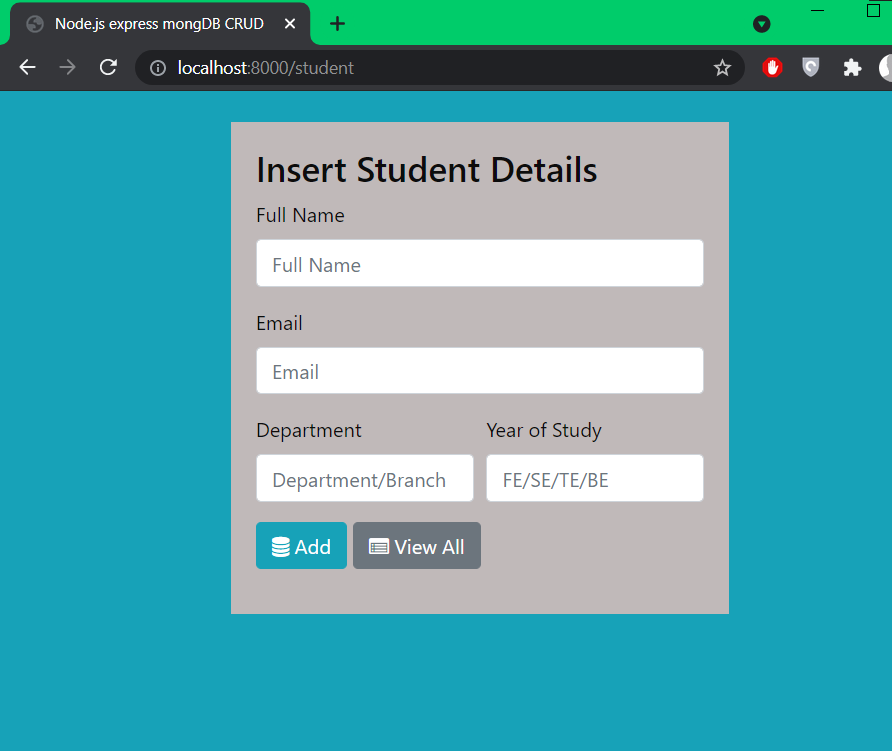 Node.js express mongDB CRUD
localhost:8000/student
Insert Student Details
Full Name
Full Name
Email
Email
Department Year of Study
Department/Branch FE/SE/TE/BE
Add View All